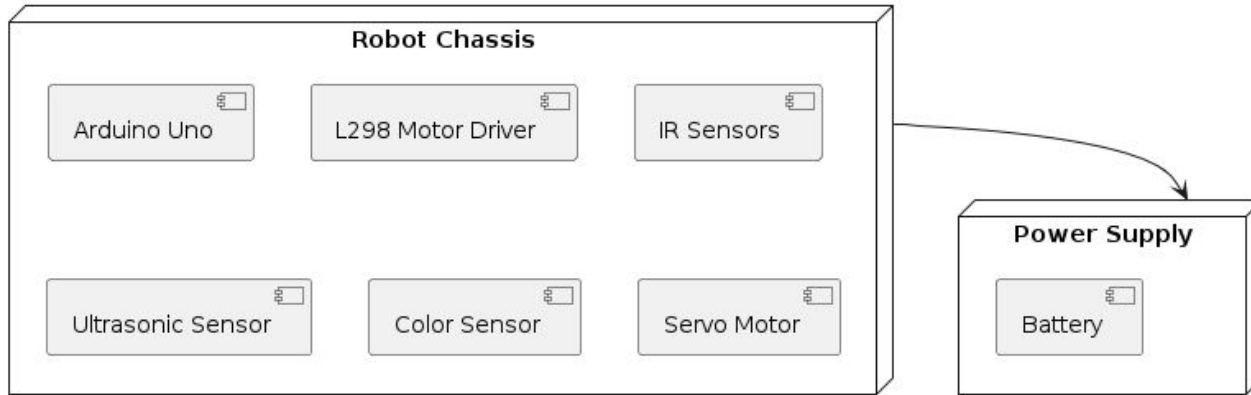 Robot Chassis
Arduino Uno
L298 Motor Driver
IR Sensors
Ultrasonic Sensor
Color Sensor
Servo Motor
Power Supply
Battery